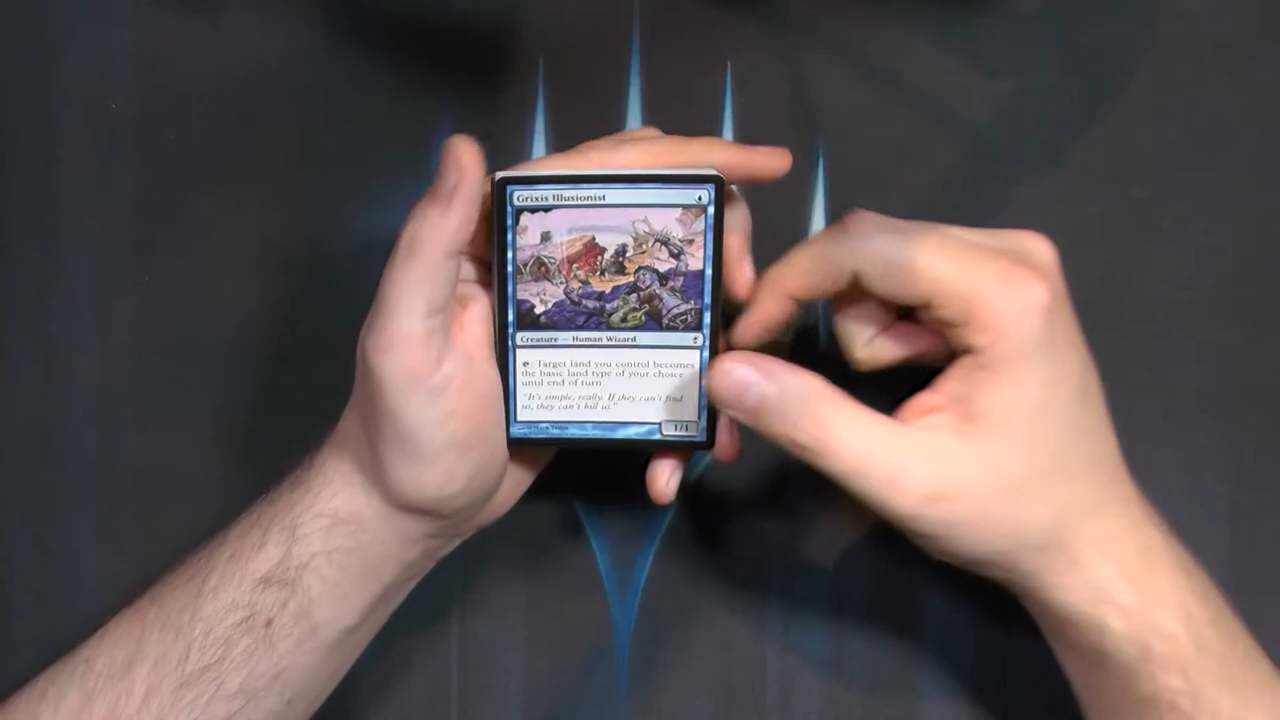 Grixis Illusionist
Creature — Human Wizard
: Target land you control becomes
the basic land type of your choice
until end of turn.
"It's simple, really. If they can't find
us, they can't kill us."
1/1